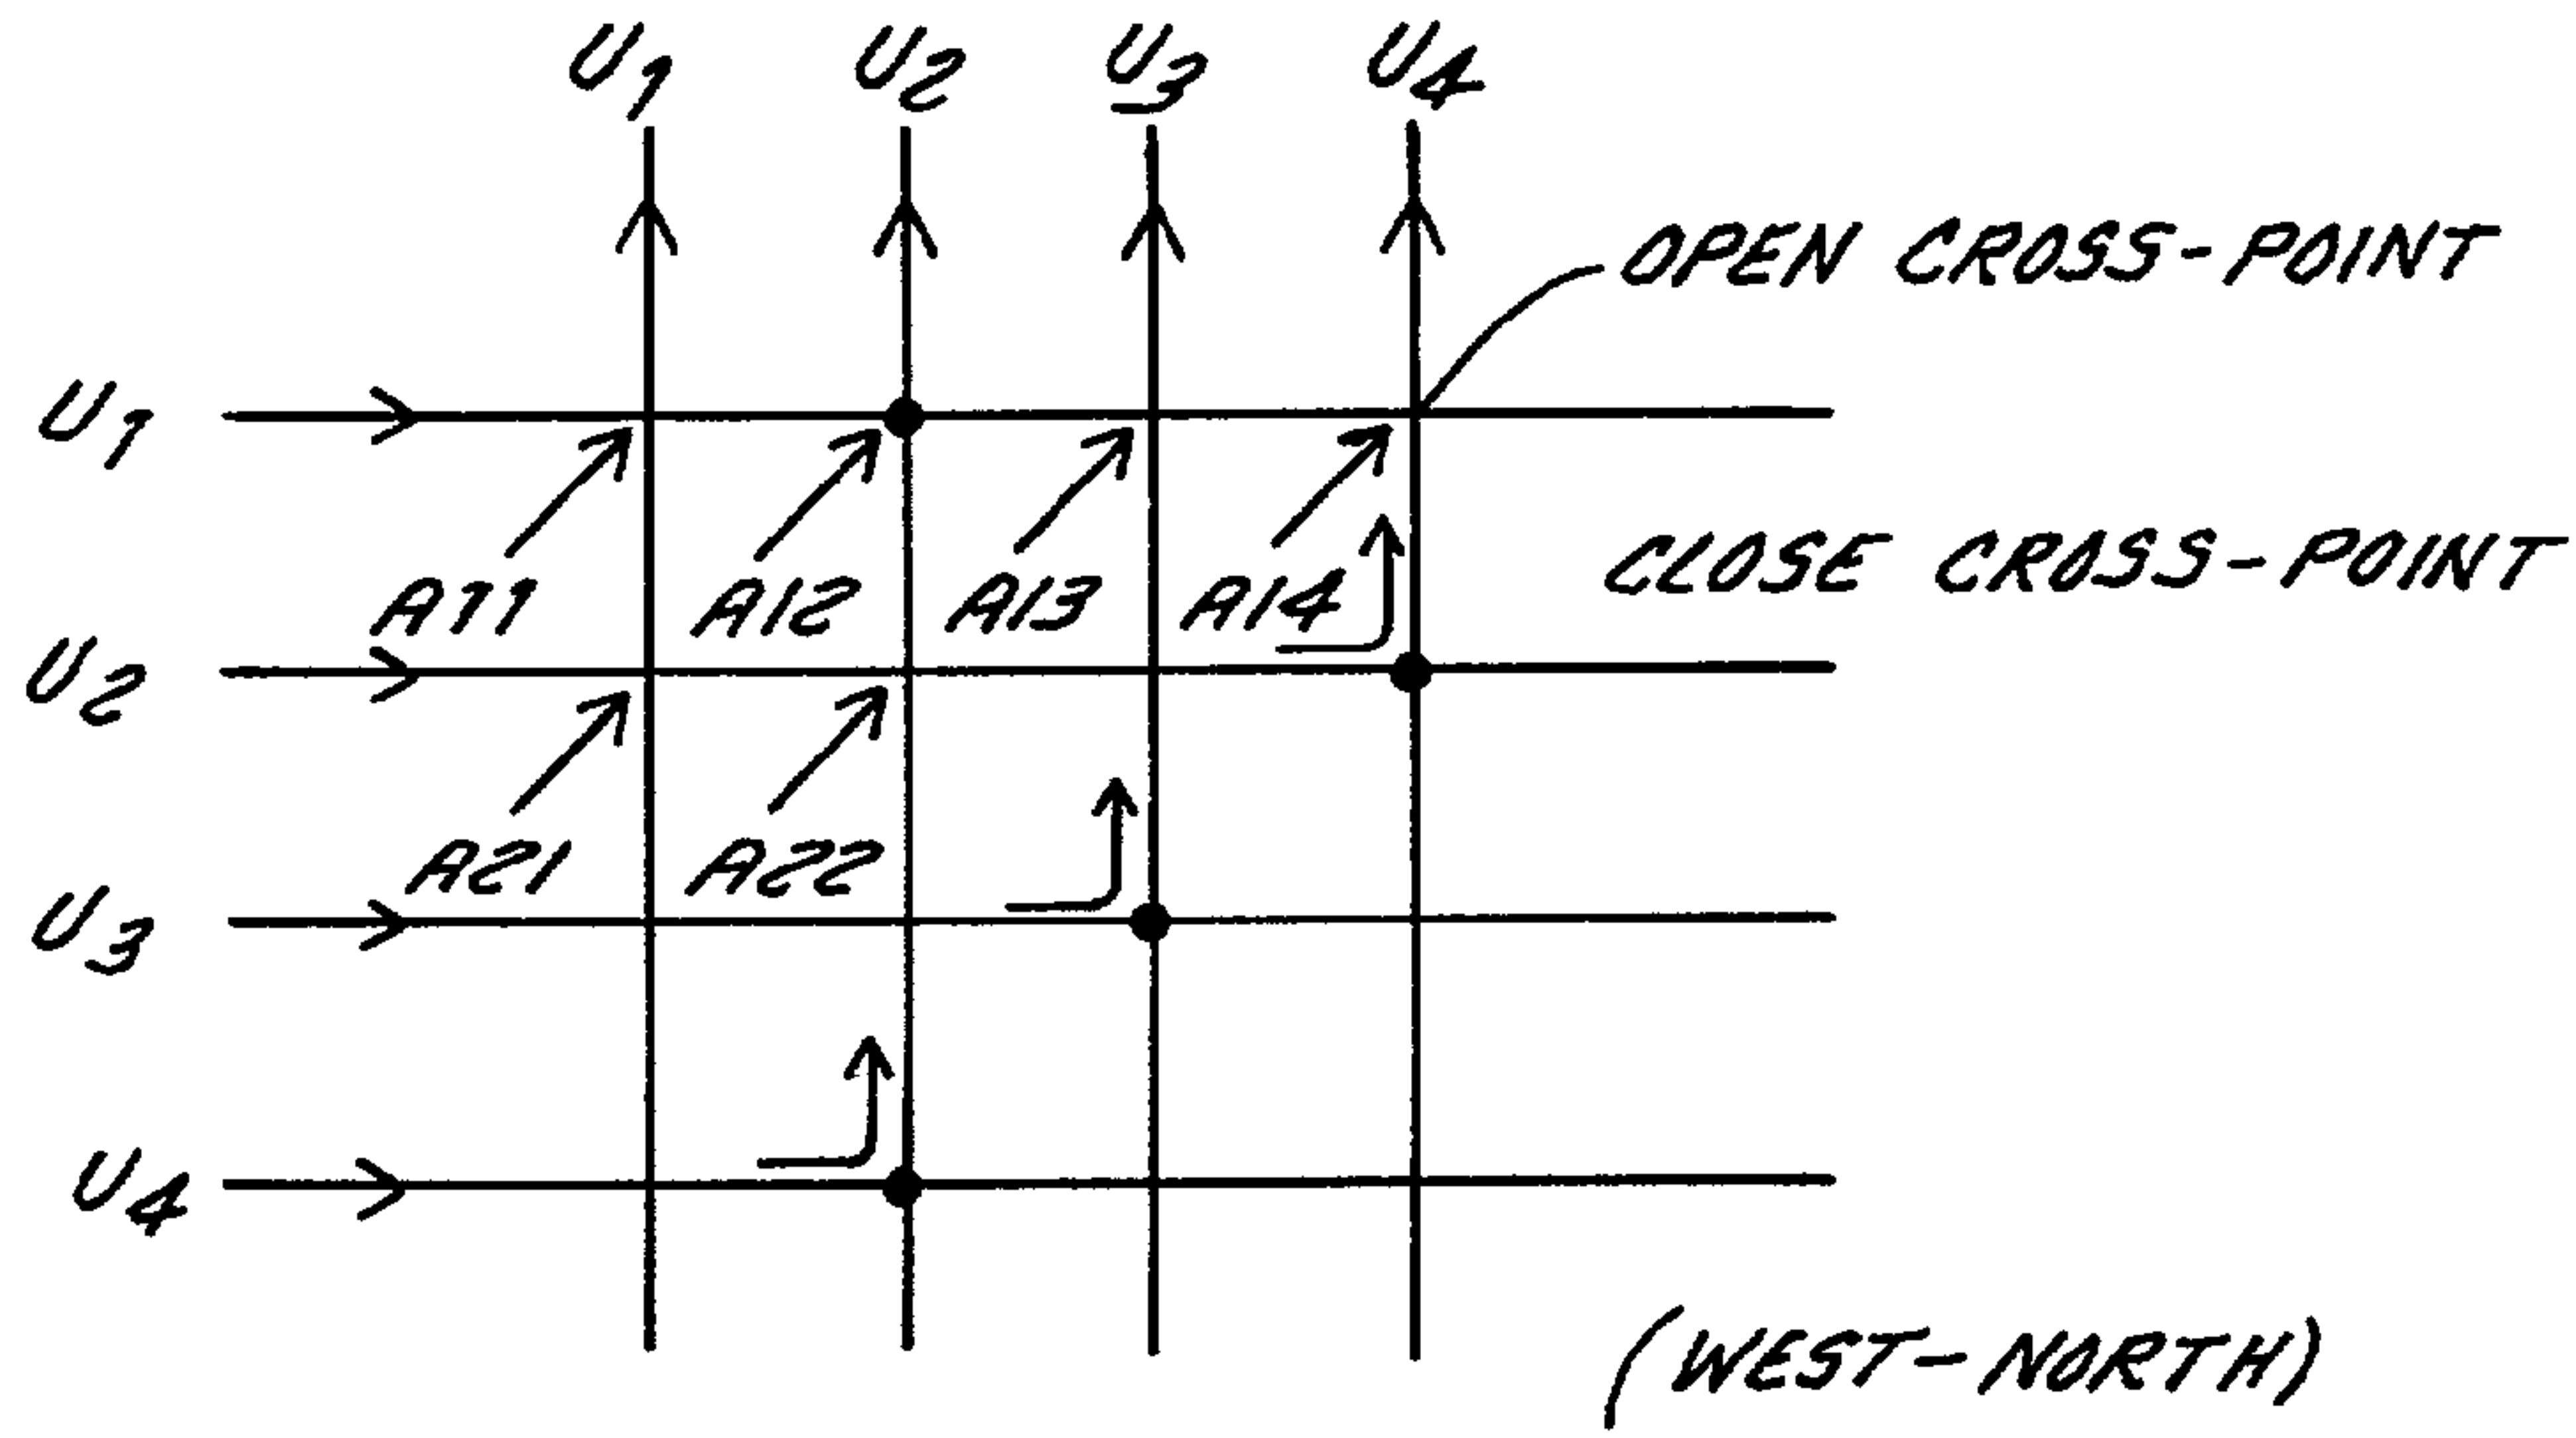 U1 U2 U3 U4
OPEN CROSS-POINT
U1
A11 A12 A13 A14
CLOSE CROSS-POINT
U2
A21 A22
U3
U4
(WEST-NORTH)